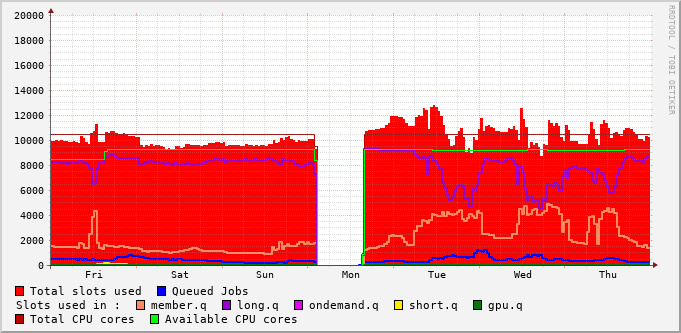 20000
18000
16000
14000
12000
10000
8000
6000
4000
2000
0
Fri Sat Sun Mon Tue Wed Thu
RRDTOOL / TOBI OETIKER
Total slots used Queued Jobs
Slots used in : member.q long.q ondemand.q short.q gpu.q
Total CPU cores Available CPU cores